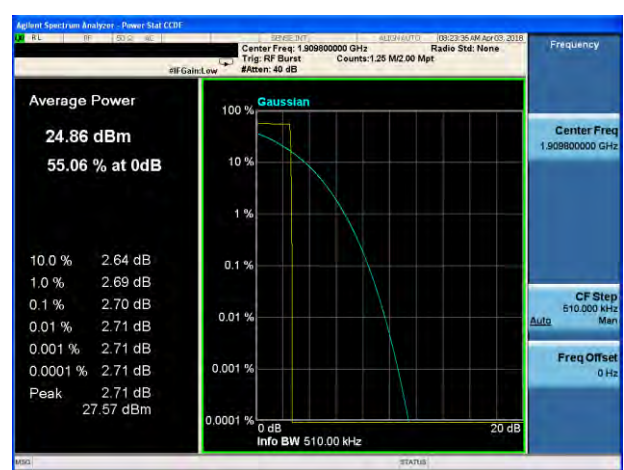 Agilent Spectrum Analyzer - Power Stat CCDF
RL RF 50 Ω AC SENSE:INT ALIGN AUTO 08:23:35 AM Apr 03, 2018
Center Freq: 1.909800000 GHz Radio Std: None
Trig: RF Burst Counts:1.25 M/2.00 Mpt
#IFGain:Low #Atten: 40 dB
Frequency
Average Power
24.86 dBm
55.06 % at 0dB
10.0 % 2.64 dB
1.0 % 2.69 dB
0.1 % 2.70 dB
0.01 % 2.71 dB
0.001 % 2.71 dB
0.0001 % 2.71 dB
Peak 2.71 dB
27.57 dBm
Gaussian
100 %
10 %
1 %
0.1 %
0.01 %
0.001 %
0.0001 %
0 dB 20 dB
Info BW 510.00 kHz
Center Freq
1.909800000 GHz
CF Step
510.000 kHz
Auto Man
Freq Offset
0 Hz
MSG STATUS